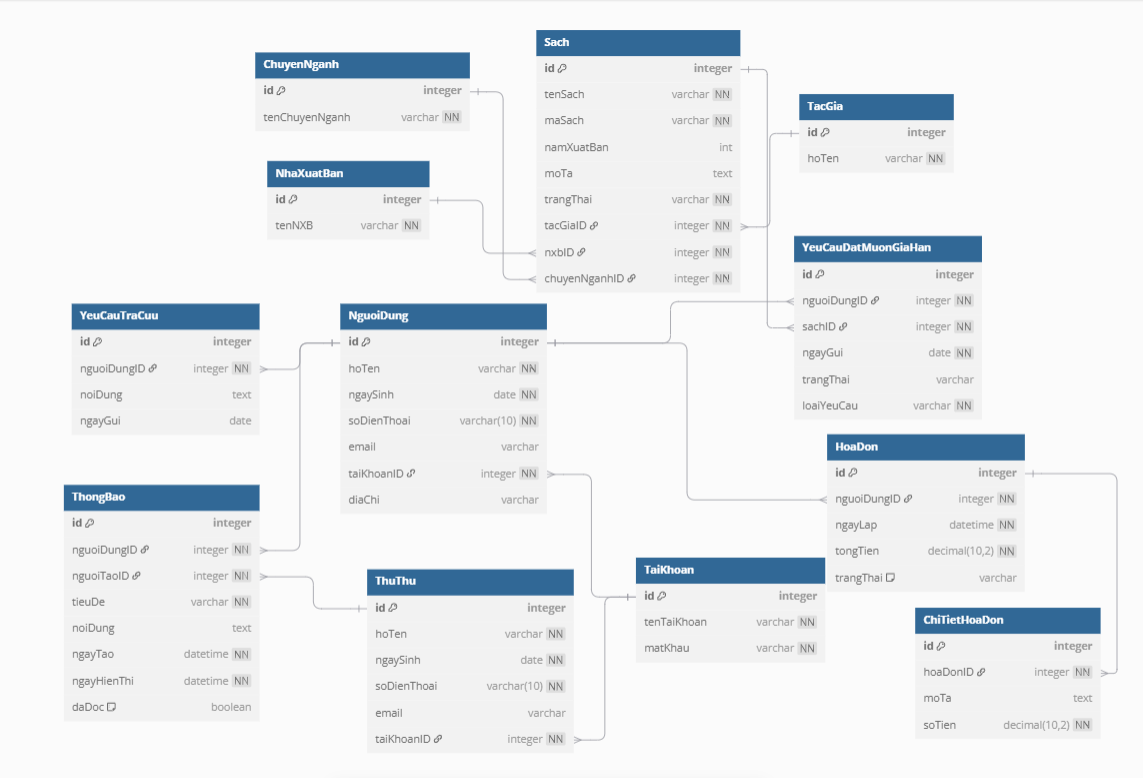 ChuyenNganh
id integer
tenChuyenNganh varchar NN
NhaXuatBan
id integer
tenNXB varchar NN
Sach
id integer
tenSach varchar NN
maSach varchar NN
namXuatBan int
moTa text
trangThai varchar NN
tacGiaID integer NN
nxbID integer NN
chuyenNganhID integer NN
TacGia
id integer
hoTen varchar NN
YeuCauDatMuonGiaHan
id integer
nguoiDungID integer NN
sachID integer NN
ngayGui date NN
trangThai varchar
loaiYeuCau varchar NN
YeuCauTraCuu
id integer
nguoiDungID integer NN
noiDung text
ngayGui date
NguoiDung
id integer
hoTen varchar NN
ngaySinh date NN
soDienThoai varchar(10) NN
email varchar
taiKhoanID integer NN
diaChi varchar
HoaDon
id integer
nguoiDungID integer NN
ngayLap datetime NN
tongTien decimal(10,2) NN
trangThai varchar
ThongBao
id integer
nguoiDungID integer NN
nguoiTaoID integer NN
tieuDe varchar NN
noiDung text
ngayTao datetime NN
ngayHienThi datetime NN
daDoc boolean
ThuThu
id integer
hoTen varchar NN
ngaySinh date NN
soDienThoai varchar(10) NN
email varchar
taiKhoanID integer NN
TaiKhoan
id integer
tenTaiKhoan varchar NN
matKhau varchar NN
ChiTietHoaDon
id integer
hoaDonID integer NN
moTa text
soTien decimal(10,2) NN